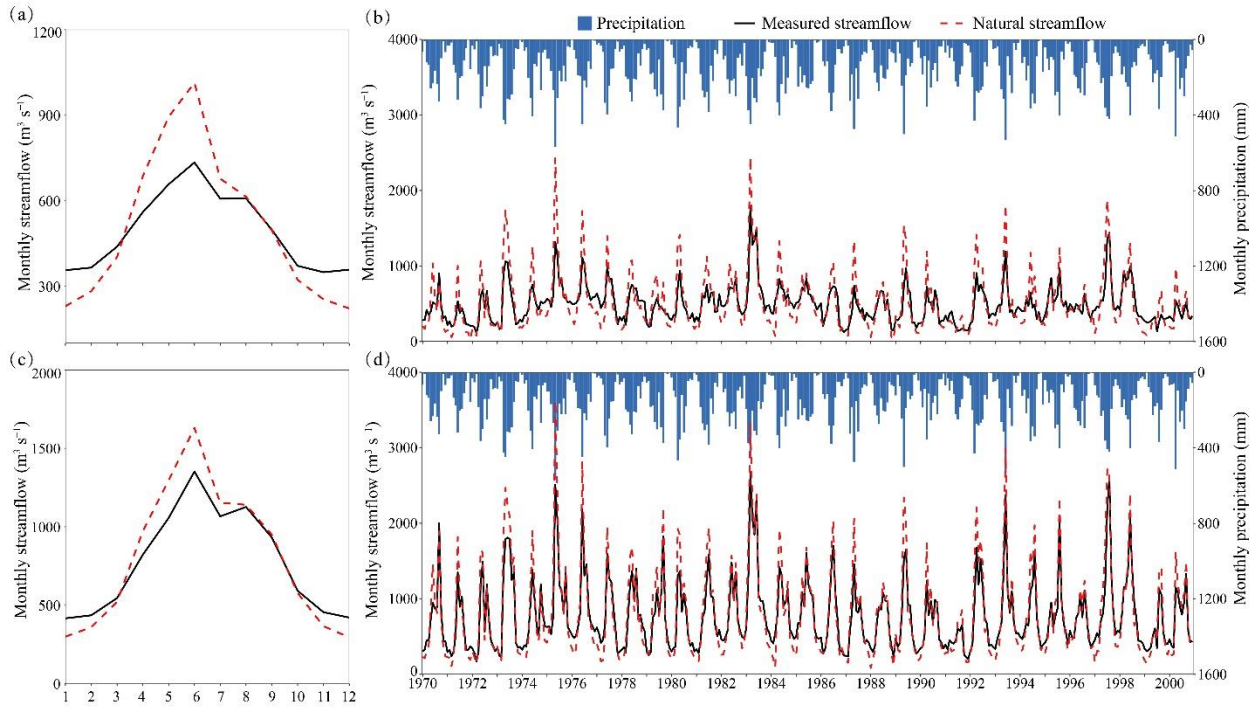 (a)
1200
900
600
300
Monthly streamflow (m³ s⁻¹)
(b)
Precipitation
Measured streamflow
Natural streamflow
4000
3000
2000
1000
0
Monthly streamflow (m³ s⁻¹)
0
400
800
1200
1600
Monthly precipitation (mm)
(c)
2000
1500
1000
500
0
Monthly streamflow (m³ s⁻¹)
1 2 3 4 5 6 7 8 9 10 11 12
(d)
4000
3000
2000
1000
0
Monthly streamflow (m³ s⁻¹)
0
400
800
1200
1600
Monthly precipitation (mm)
1970 1972 1974 1976 1978 1980 1982 1984 1986 1988 1990 1992 1994 1996 1998 2000